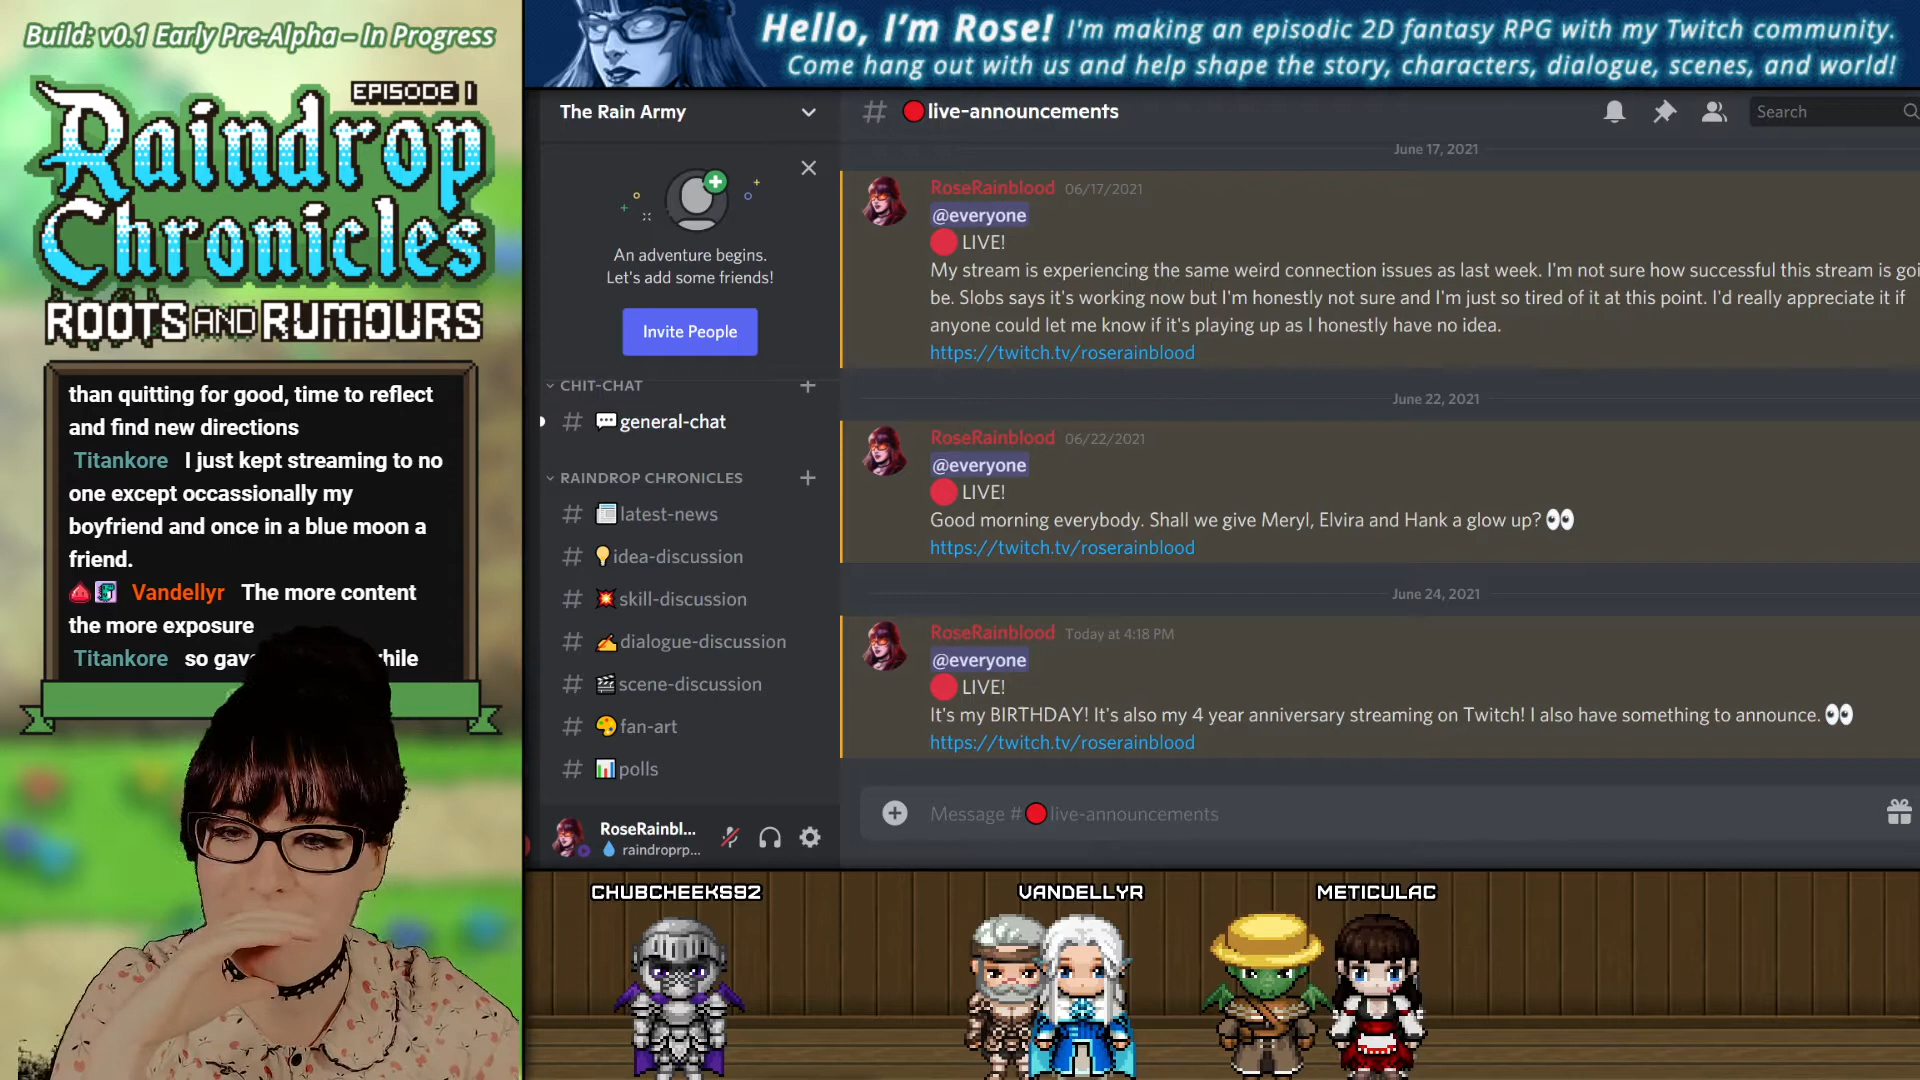 Build: v0.1 Early Pre-Alpha – In Progress
EPISODE I
Raindrop
Chronicles
ROOTS AND RUMOURS
than quitting for good, time to reflect
and find new directions
Titankore I just kept streaming to no
one except occassionally my
boyfriend and once in a blue moon a
friend.
Vandellyr The more content
the more exposure
Titankore so
Hello, I'm Rose! I'm making an episodic 2D fantasy RPG with my Twitch community.
Come hang out with us and help shape the story, characters, dialogue, scenes, and world!
The Rain Army
An adventure begins.
Let's add some friends!
Invite People
CHIT-CHAT
general-chat
RAINDROP CHRONICLES
latest-news
idea-discussion
skill-discussion
dialogue-discussion
scene-discussion
fan-art
polls
RoseRainbl...
raindroprp...
live-announcements
Search
June 17, 2021
RoseRainblood 06/17/2021
@everyone
LIVE!
My stream is experiencing the same weird connection issues as last week. I'm not sure how successful this stream is
be. Slobs says it's working now but I'm honestly not sure and I'm just so tired of it at this point. I'd really appreciate it if
anyone could let me know if it's playing up as I honestly have no idea.
https://twitch.tv/roserainblood
June 22, 2021
RoseRainblood 06/22/2021
@everyone
LIVE!
Good morning everybody. Shall we give Meryl, Elvira and Hank a glow up? 👀
https://twitch.tv/roserainblood
June 24, 2021
RoseRainblood Today at 4:18 PM
@everyone
LIVE!
It's my BIRTHDAY! It's also my 4 year anniversary streaming on Twitch! I also have something to announce. 👀
https://twitch.tv/roserainblood
Message # live-announcements
CHUBCHEEKS92
VANDELLYR
METICULAC